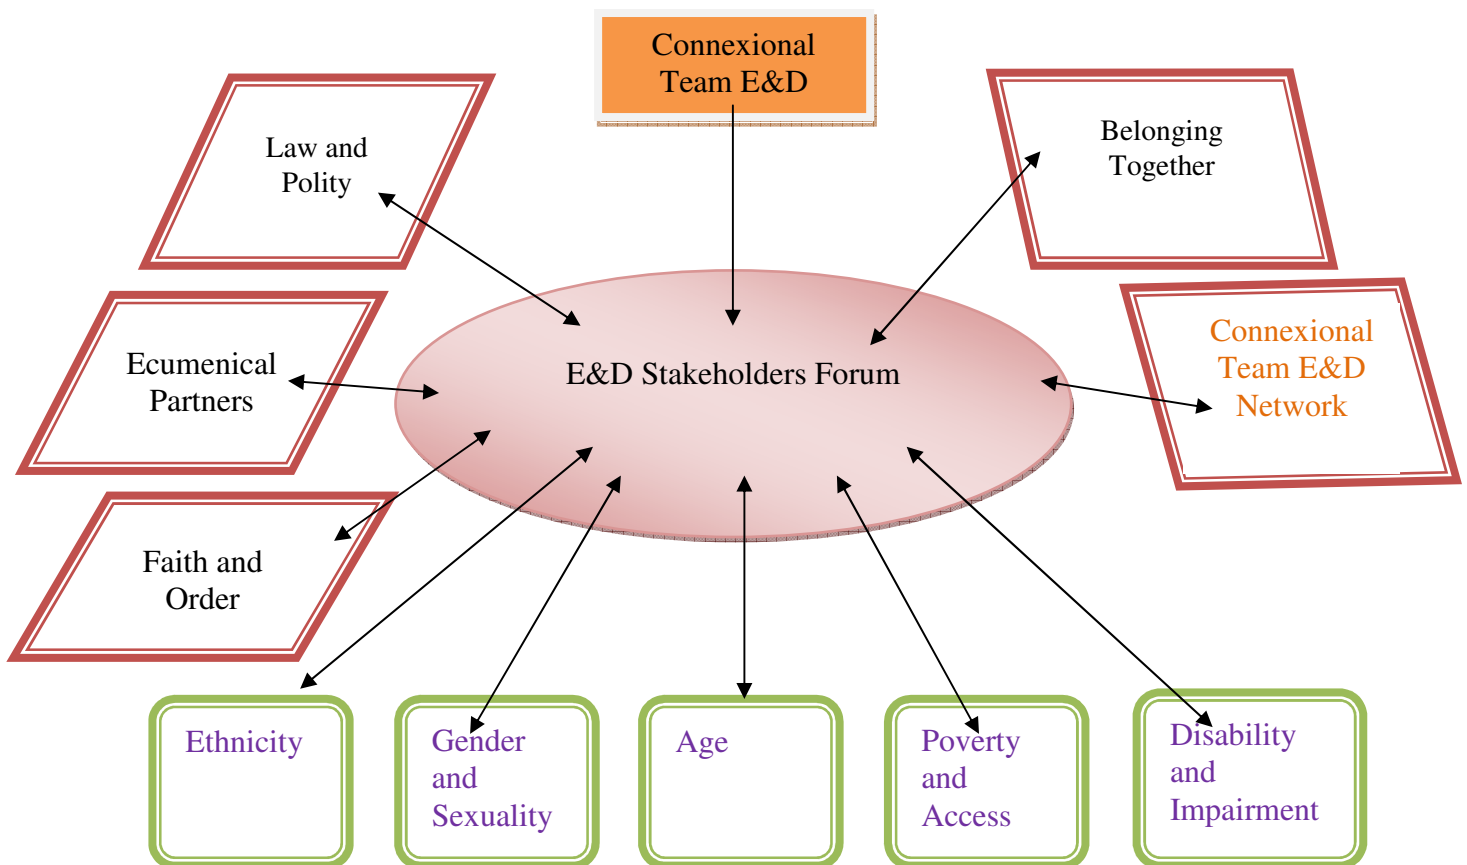 Connexional
Team E&D
Law and
Polity
Belonging
Together
Ecumenical
Partners
E&D Stakeholders Forum
Connexional
Team E&D
Network
Faith and
Order
Ethnicity
Gender
and
Sexuality
Age
Poverty
and
Access
Disability
and
Impairment